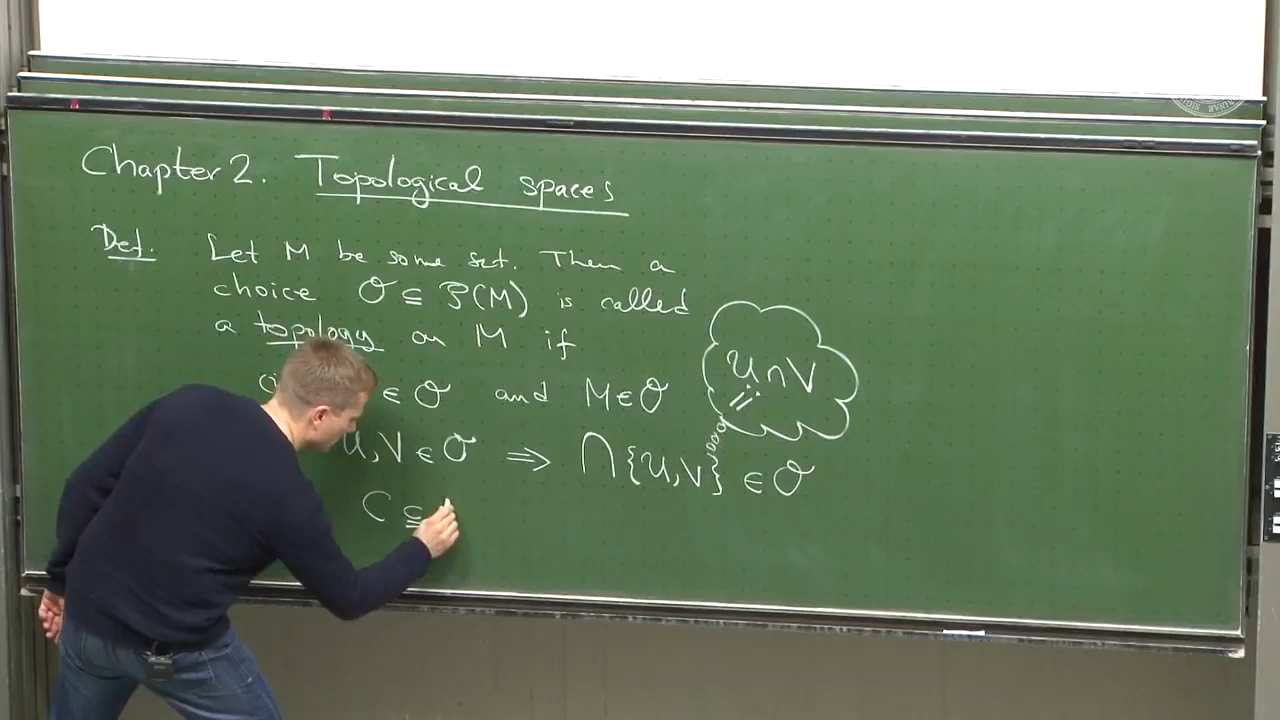 Chapter 2. Topological spaces
Def. Let M be some set. Then a
choice 𝒪 ⊆ 𝒫(M) is called
a topology on M if
∈ 𝒪 and M ∈ 𝒪
U, V ∈ 𝒪 ⇒ ⋂{U, V} ∈ 𝒪
U ∩ V
C ⊆